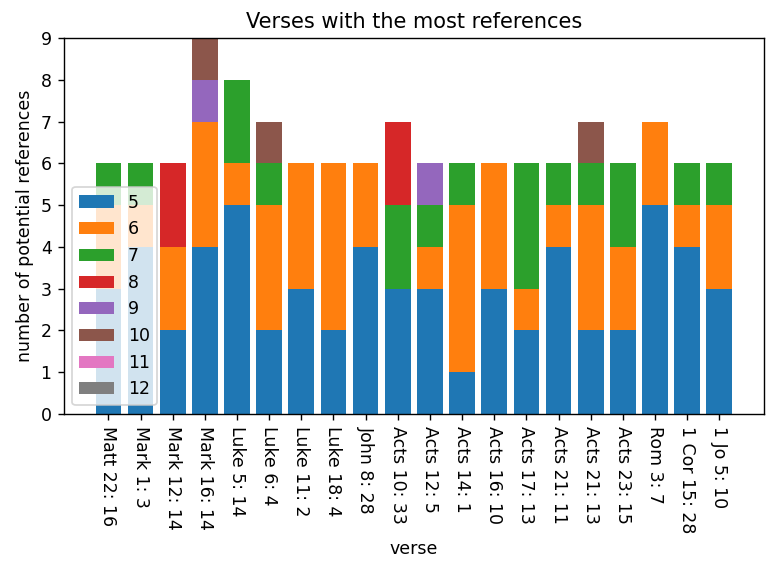 Verses with the most references
number of potential references
9
8
7
6
5
4
3
2
1
0
5
6
7
8
9
10
11
12
Matt 22: 16
Mark 1: 3
Mark 12: 14
Mark 16: 14
Luke 5: 14
Luke 6: 4
Luke 11: 2
Luke 18: 4
John 8: 28
Acts 10: 33
Acts 12: 5
Acts 14: 1
Acts 16: 10
Acts 17: 13
Acts 21: 11
Acts 21: 13
Acts 23: 15
Rom 3: 7
1 Cor 15: 28
1 Jo 5: 10
verse